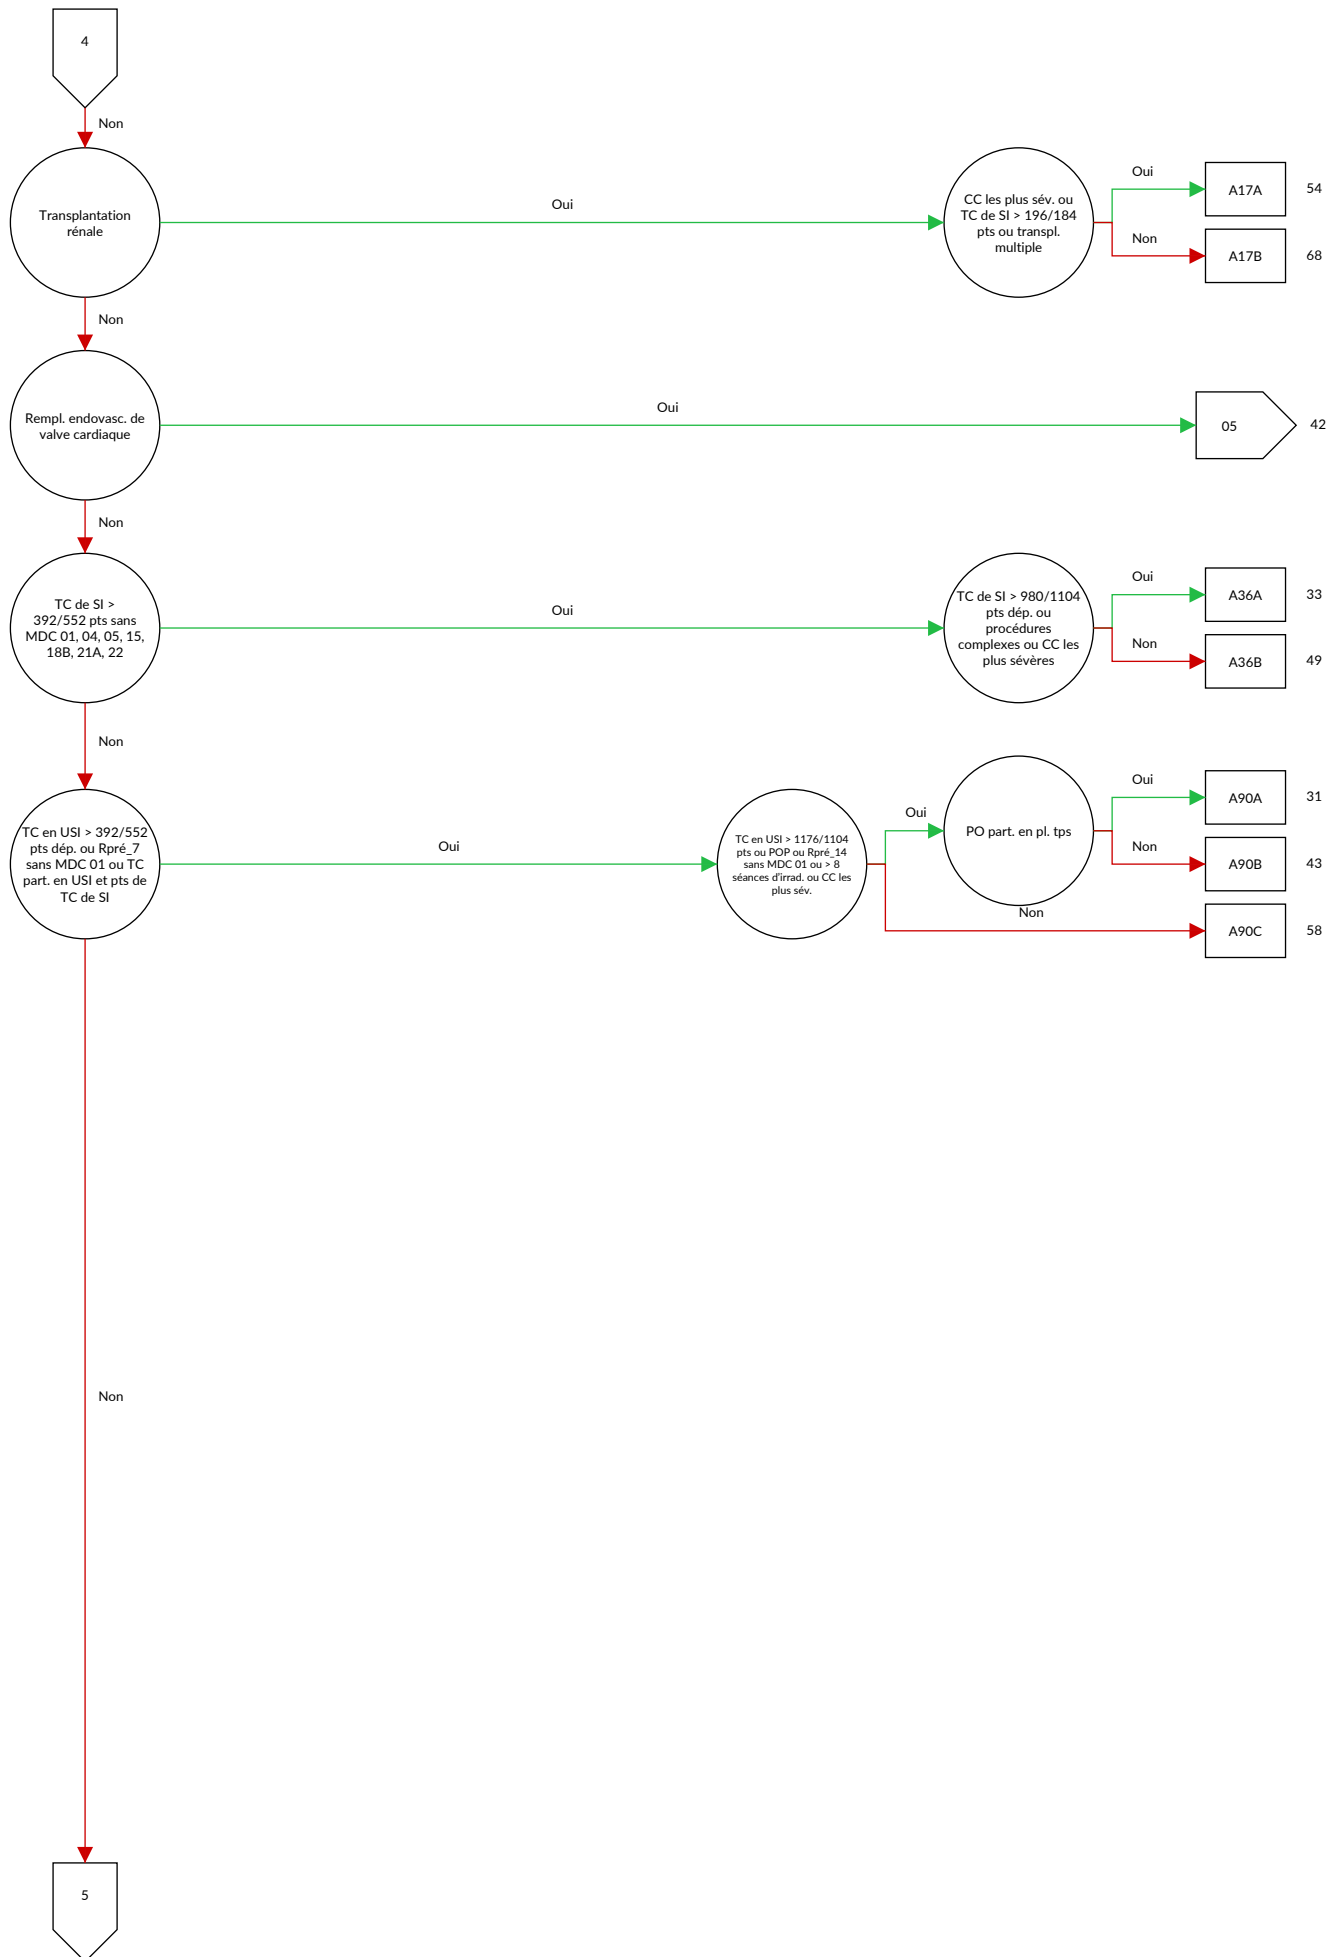 4
Non
Transplantation
rénale
Oui
CC les plus sév. ou
TC de SI > 196/184
pts ou transpl.
multiple
Oui
A17A
54
Non
A17B
68
Non
Rempl. endovasc. de
valve cardiaque
Oui
05
42
Non
TC de SI >
392/552 pts sans
MDC 01, 04, 05, 15,
18B, 21A, 22
Oui
TC de SI > 980/1104
pts dép. ou
procédures
complexes ou CC les
plus sévères
Oui
A36A
33
Non
A36B
49
Non
TC en USI > 392/552
pts dép. ou Rpré_7
sans MDC 01 ou TC
part. en USI et pts de
TC de SI
Oui
TC en USI > 1176/1104
pts ou POP ou Rpré_14
sans MDC 01 ou > 8
séances d'irrad. ou CC les
plus sév.
Oui
PO part. en pl. tps
Oui
A90A
31
Non
A90B
43
Non
A90C
58
Non
5